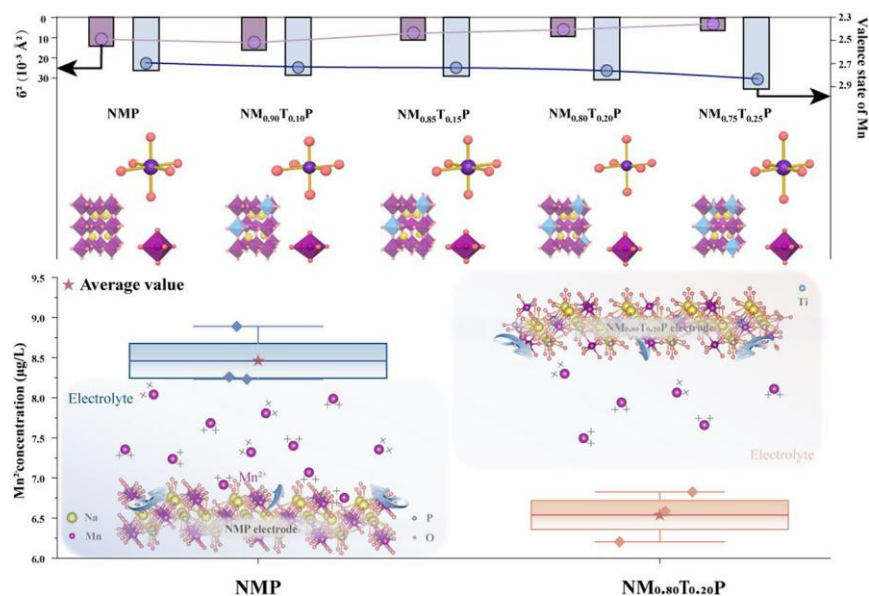 0
10
20
30
б² (10⁻³ Å²)
2.3
2.5
2.7
2.9
Valence state of Mn
NMP
NM₀.₉₀T₀.₁₀P
NM₀.₈₅T₀.₁₅P
NM₀.₈₀T₀.₂₀P
NM₀.₇₅T₀.₂₅P
9.5
9.0
8.5
8.0
7.5
7.0
6.5
6.0
Mn²⁺concentration (μg/L)
★ Average value
Electrolyte
Mn²⁺
NMP electrode
Na
Mn
P
O
Ti
NM₀.₈₀T₀.₂₀P electrode
Electrolyte
NMP
NM₀.₈₀T₀.₂₀P